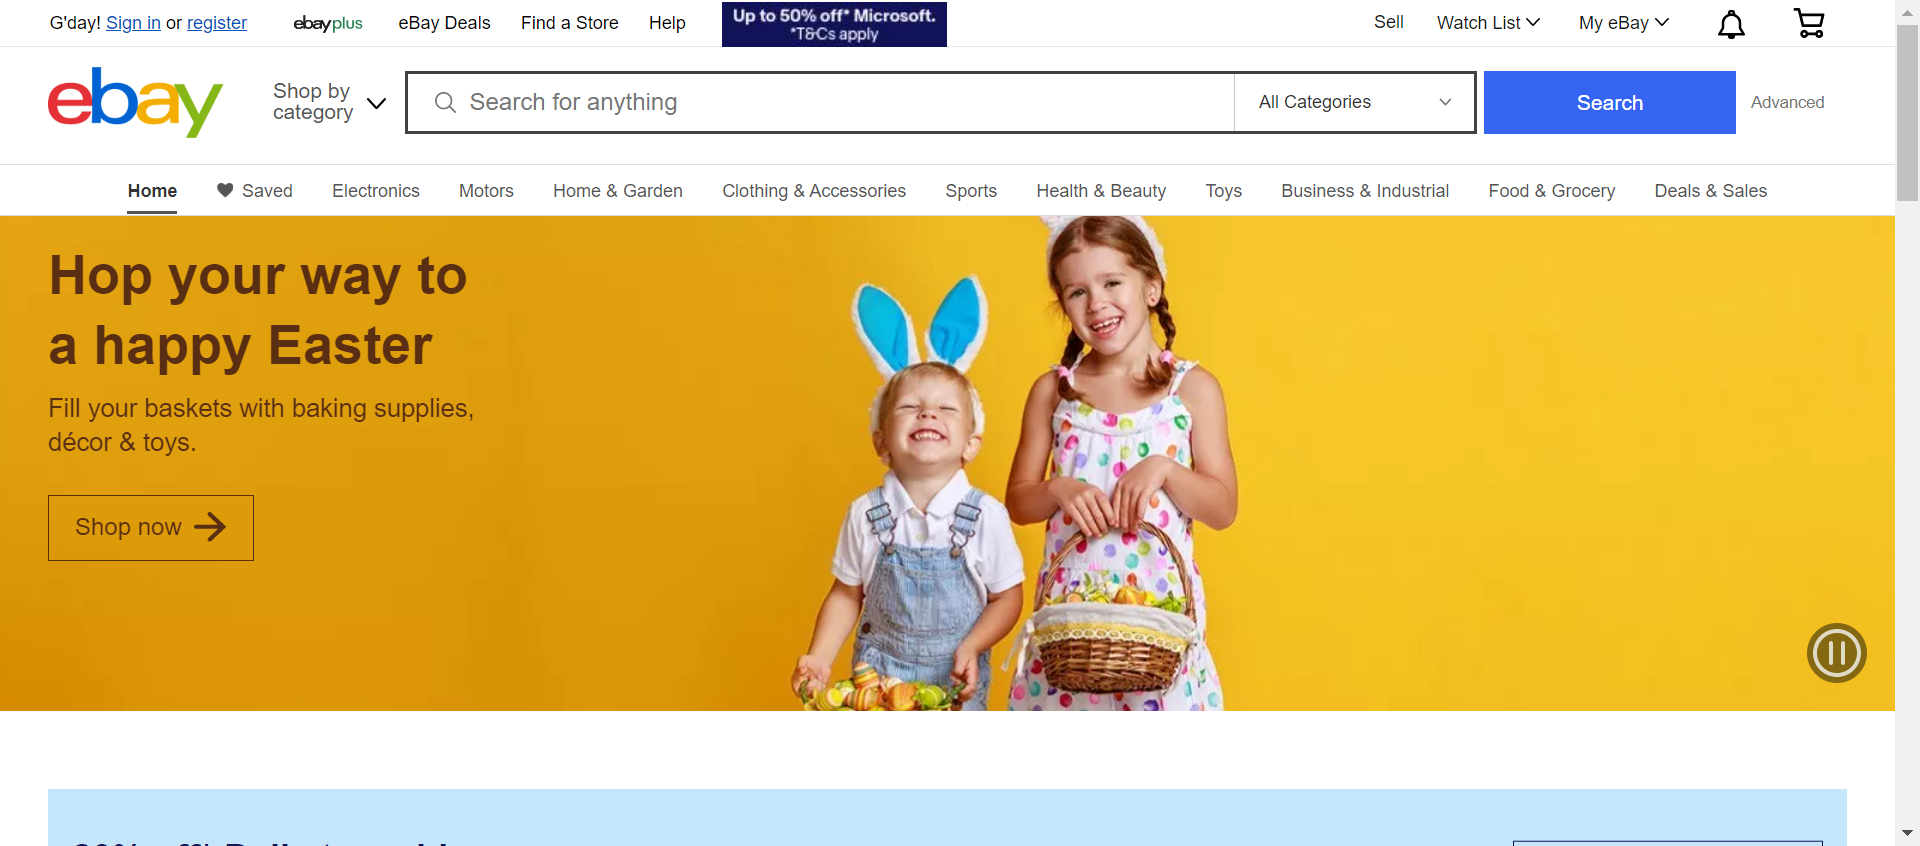 G'day! Sign in or register
ebayplus
eBay Deals
Find a Store
Help
Up to 50% off* Microsoft.
*T&Cs apply
Sell
Watch List
My eBay
ebay
Shop by
category
Search for anything
All Categories
Search
Advanced
Home
Saved
Electronics
Motors
Home & Garden
Clothing & Accessories
Sports
Health & Beauty
Toys
Business & Industrial
Food & Grocery
Deals & Sales
Hop your way to
a happy Easter
Fill your baskets with baking supplies,
décor & toys.
Shop now